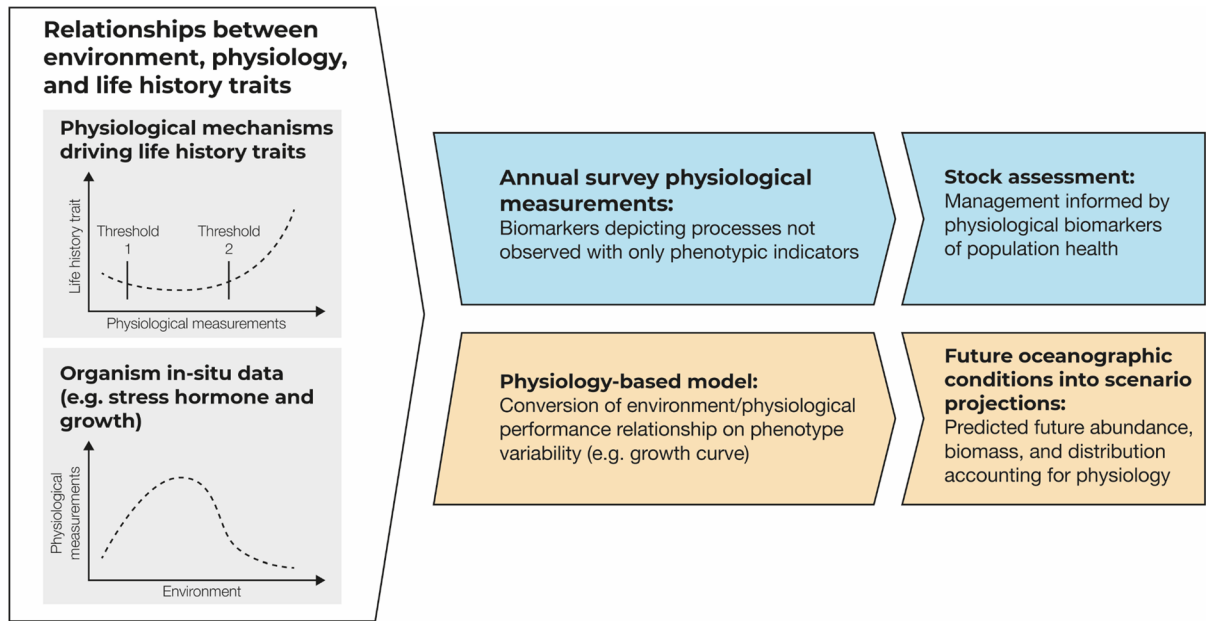 Relationships between
environment, physiology,
and life history traits
Physiological mechanisms
driving life history traits
Life history
trait
Threshold
1
Threshold
2
Physiological measurements
Organism in-situ data
(e.g. stress hormone and
growth)
Physiological
measurements
Environment
Annual survey physiological
measurements:
Biomarkers depicting processes not
observed with only phenotypic indicators
Stock assessment:
Management informed by
physiological biomarkers
of population health
Physiology-based model:
Conversion of environment/physiological
performance relationship on phenotype
variability (e.g. growth curve)
Future oceanographic
conditions into scenario
projections:
Predicted future abundance,
biomass, and distribution
accounting for physiology